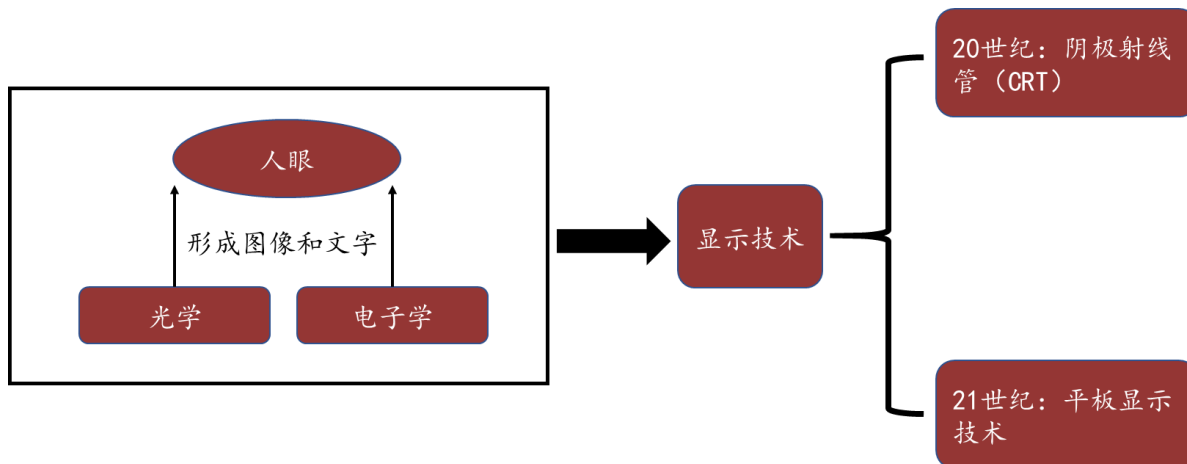 人眼
形成图像和文字
光学
电子学
显示技术
20世纪：阴极射线
管（CRT）
21世纪：平板显示
技术